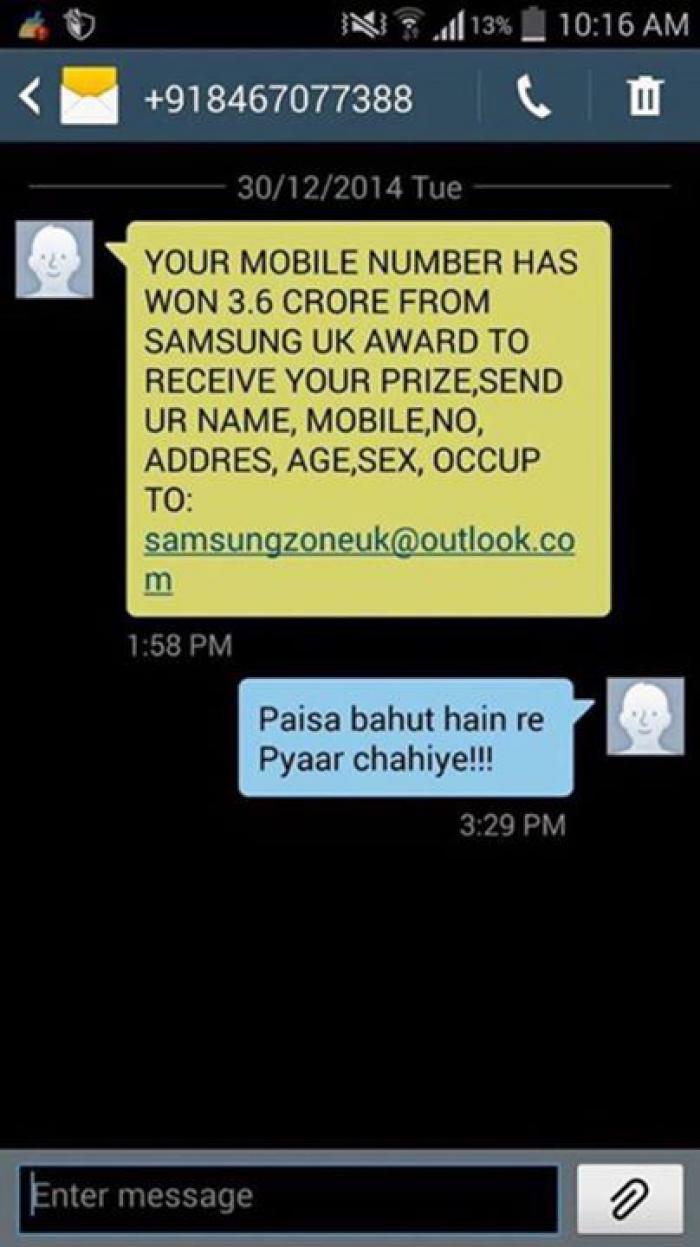 13% 10:16 AM
+918467077388
30/12/2014 Tue
YOUR MOBILE NUMBER HAS
WON 3.6 CRORE FROM
SAMSUNG UK AWARD TO
RECEIVE YOUR PRIZE,SEND
UR NAME, MOBILE,NO,
ADDRES, AGE,SEX, OCCUP
TO:
samsungzoneuk@outlook.co
m
1:58 PM
Paisa bahut hain re
Pyaar chahiye!!!
3:29 PM
Enter message